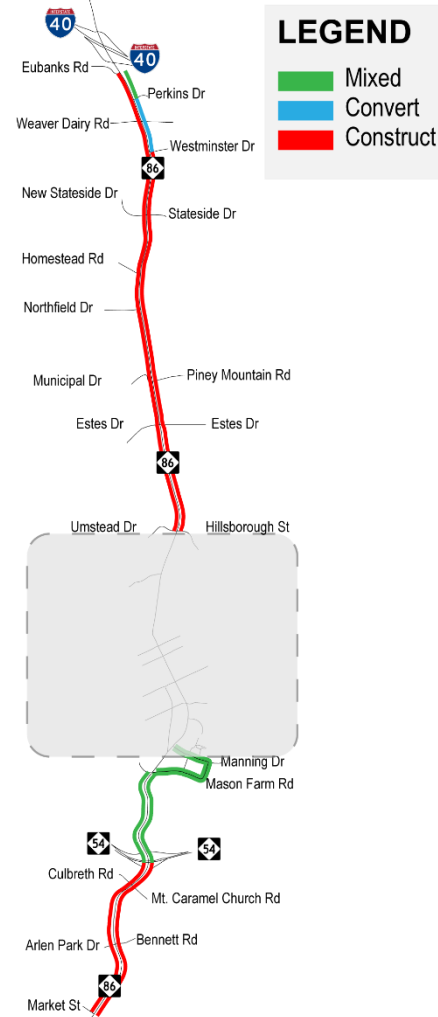 LEGEND
Mixed
Convert
Construct
INTERSTATE
40
INTERSTATE
40
Eubanks Rd
Perkins Dr
Weaver Dairy Rd
Westminster Dr
86
New Stateside Dr
Stateside Dr
Homestead Rd
Northfield Dr
Municipal Dr
Piney Mountain Rd
Estes Dr
Estes Dr
86
Umstead Dr
Hillsborough St
Manning Dr
Mason Farm Rd
54
54
Culbreth Rd
Mt. Caramel Church Rd
Arlen Park Dr
Bennett Rd
86
Market St